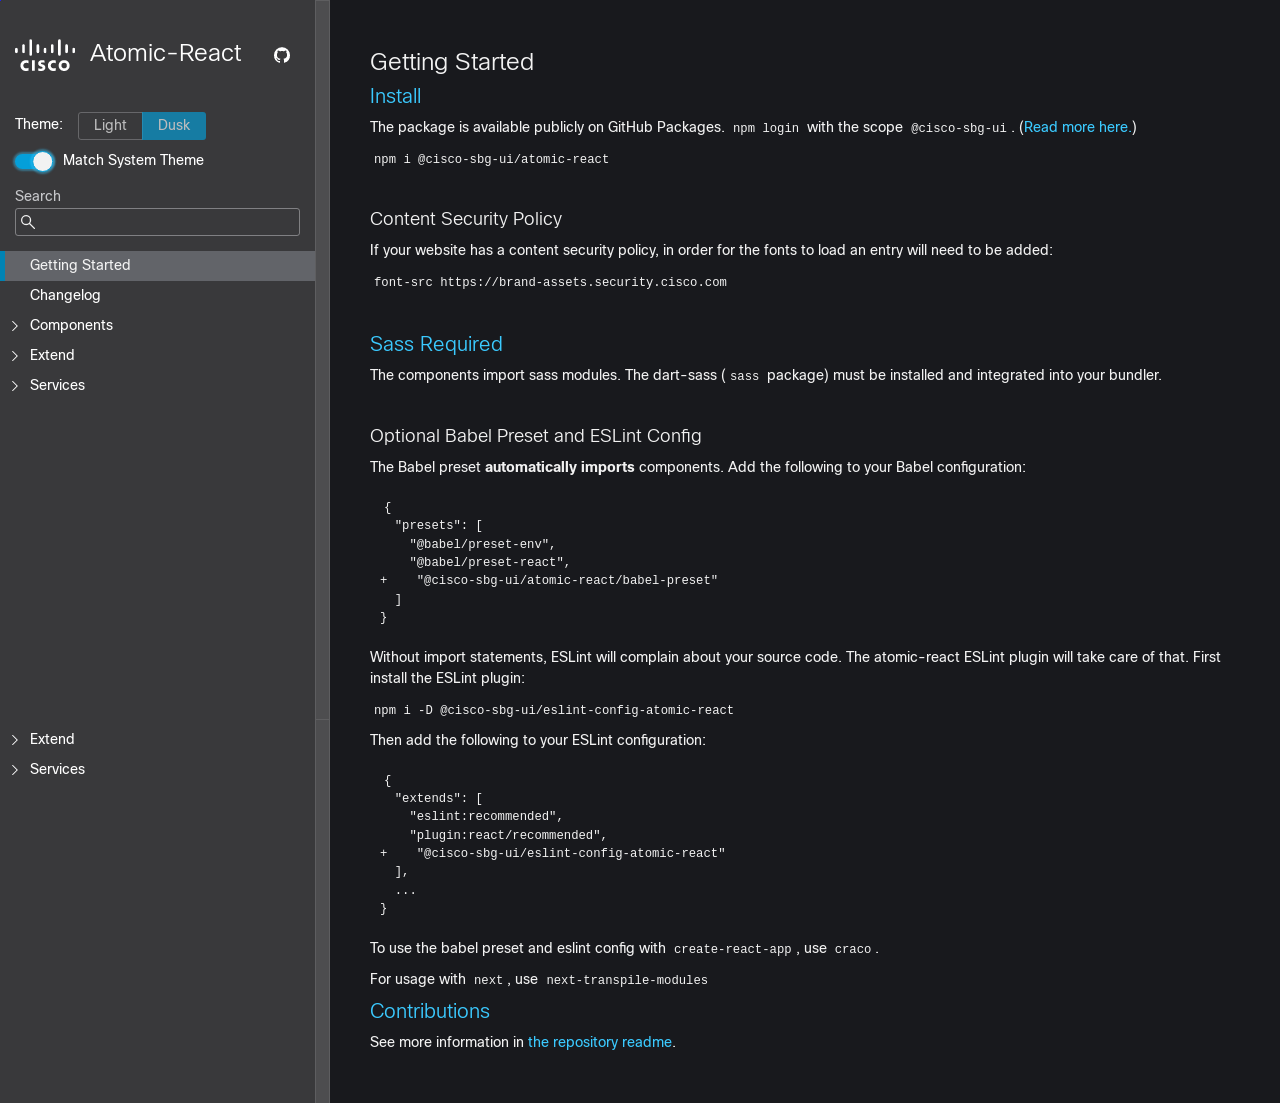 cisco
Atomic-React
Theme:
Light
Dusk
Match System Theme
Search
Getting Started
Changelog
Components
Extend
Services
Extend
Services
Getting Started
Install
The package is available publicly on GitHub Packages. npm login with the scope @cisco-sbg-ui. (Read more here.)
npm i @cisco-sbg-ui/atomic-react
Content Security Policy
If your website has a content security policy, in order for the fonts to load an entry will need to be added:
font-src https://brand-assets.security.cisco.com
Sass Required
The components import sass modules. The dart-sass ( sass package) must be installed and integrated into your bundler.
Optional Babel Preset and ESLint Config
The Babel preset automatically imports components. Add the following to your Babel configuration:
{
"presets": [
"@babel/preset-env",
"@babel/preset-react",
+    "@cisco-sbg-ui/atomic-react/babel-preset"
]
}
Without import statements, ESLint will complain about your source code. The atomic-react ESLint plugin will take care of that. First
install the ESLint plugin:
npm i -D @cisco-sbg-ui/eslint-config-atomic-react
Then add the following to your ESLint configuration:
{
"extends": [
"eslint:recommended",
"plugin:react/recommended",
+    "@cisco-sbg-ui/eslint-config-atomic-react"
],
...
}
To use the babel preset and eslint config with create-react-app, use craco.
For usage with next, use next-transpile-modules
Contributions
See more information in the repository readme.